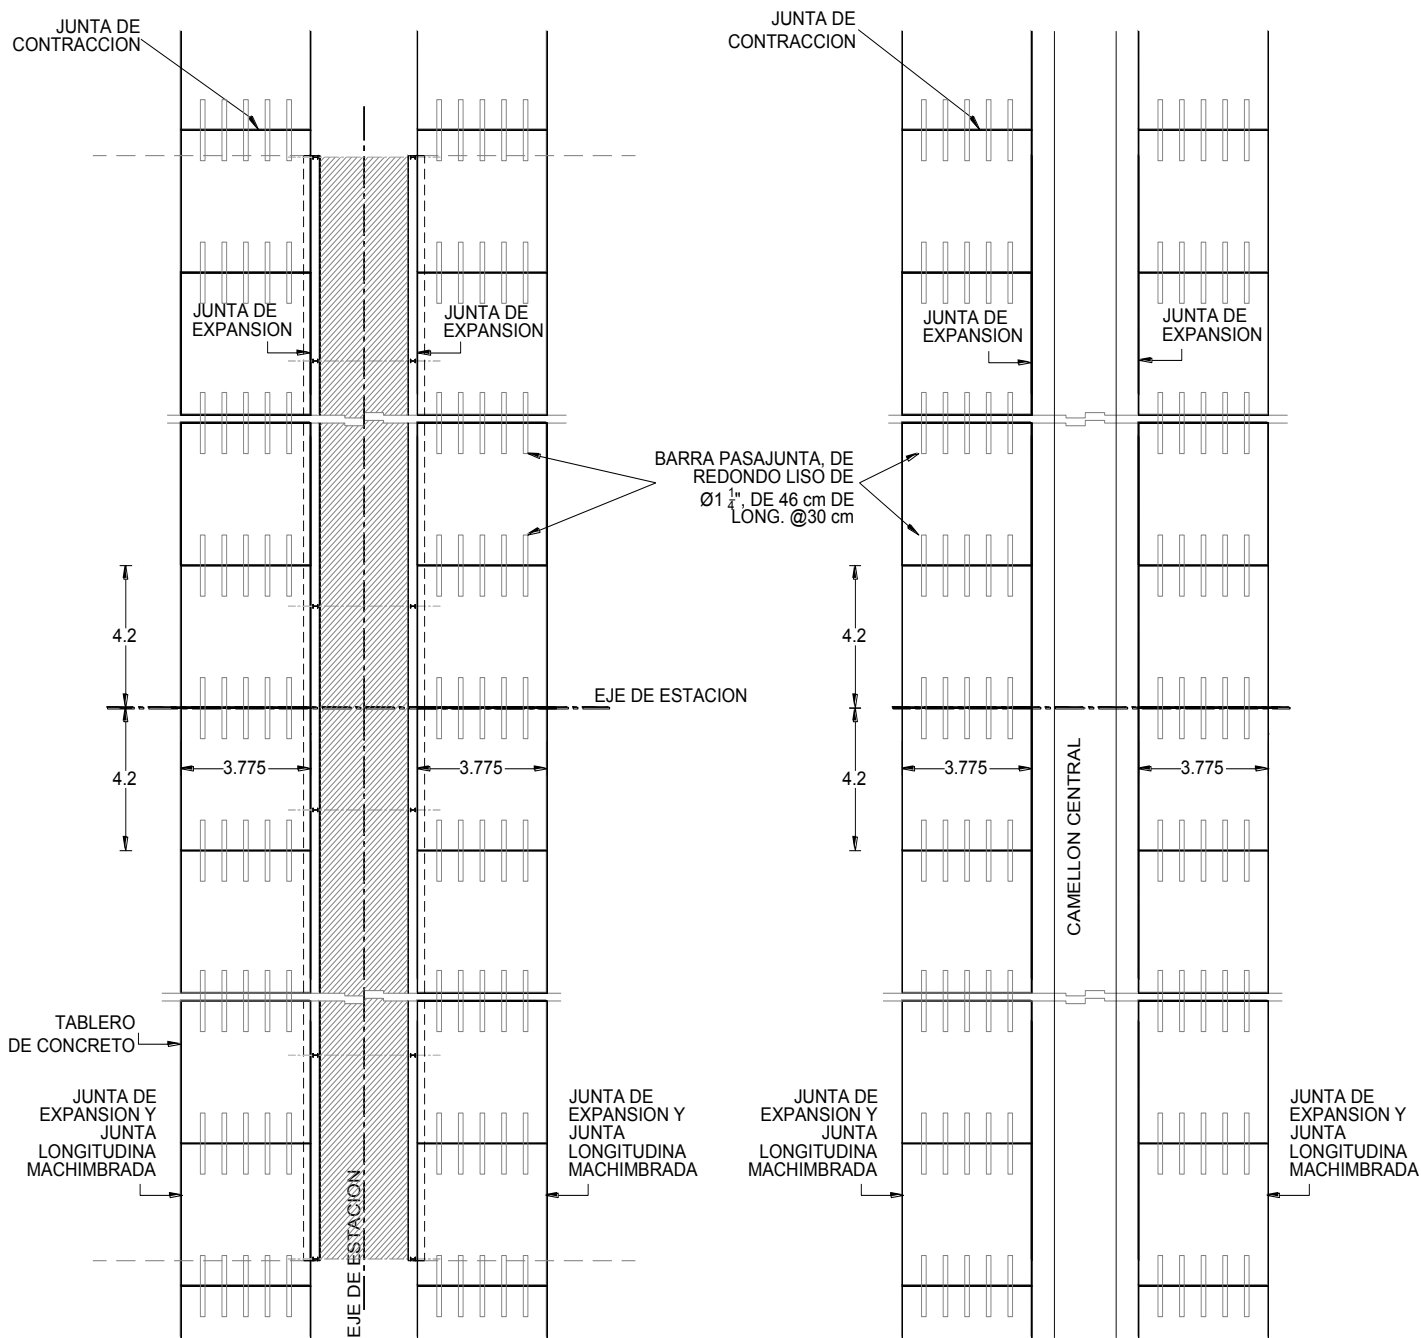 JUNTA DE
CONTRACCION
JUNTA DE
CONTRACCION
JUNTA DE
EXPANSION
JUNTA DE
EXPANSION
JUNTA DE
EXPANSION
JUNTA DE
EXPANSION
BARRA PASAJUNTA, DE
REDONDO LISO DE
Ø1 1/4", DE 46 cm DE
LONG. @30 cm
4.2
4.2
EJE DE ESTACION
4.2
3.775
3.775
4.2
3.775
3.775
CAMELLON CENTRAL
TABLERO
DE CONCRETO
JUNTA DE
EXPANSION Y
JUNTA
LONGITUDINA
MACHIMBRADA
JUNTA DE
EXPANSION Y
JUNTA
LONGITUDINA
MACHIMBRADA
JUNTA DE
EXPANSION Y
JUNTA
LONGITUDINA
MACHIMBRADA
JUNTA DE
EXPANSION Y
JUNTA
LONGITUDINA
MACHIMBRADA
EJE DE ESTACION